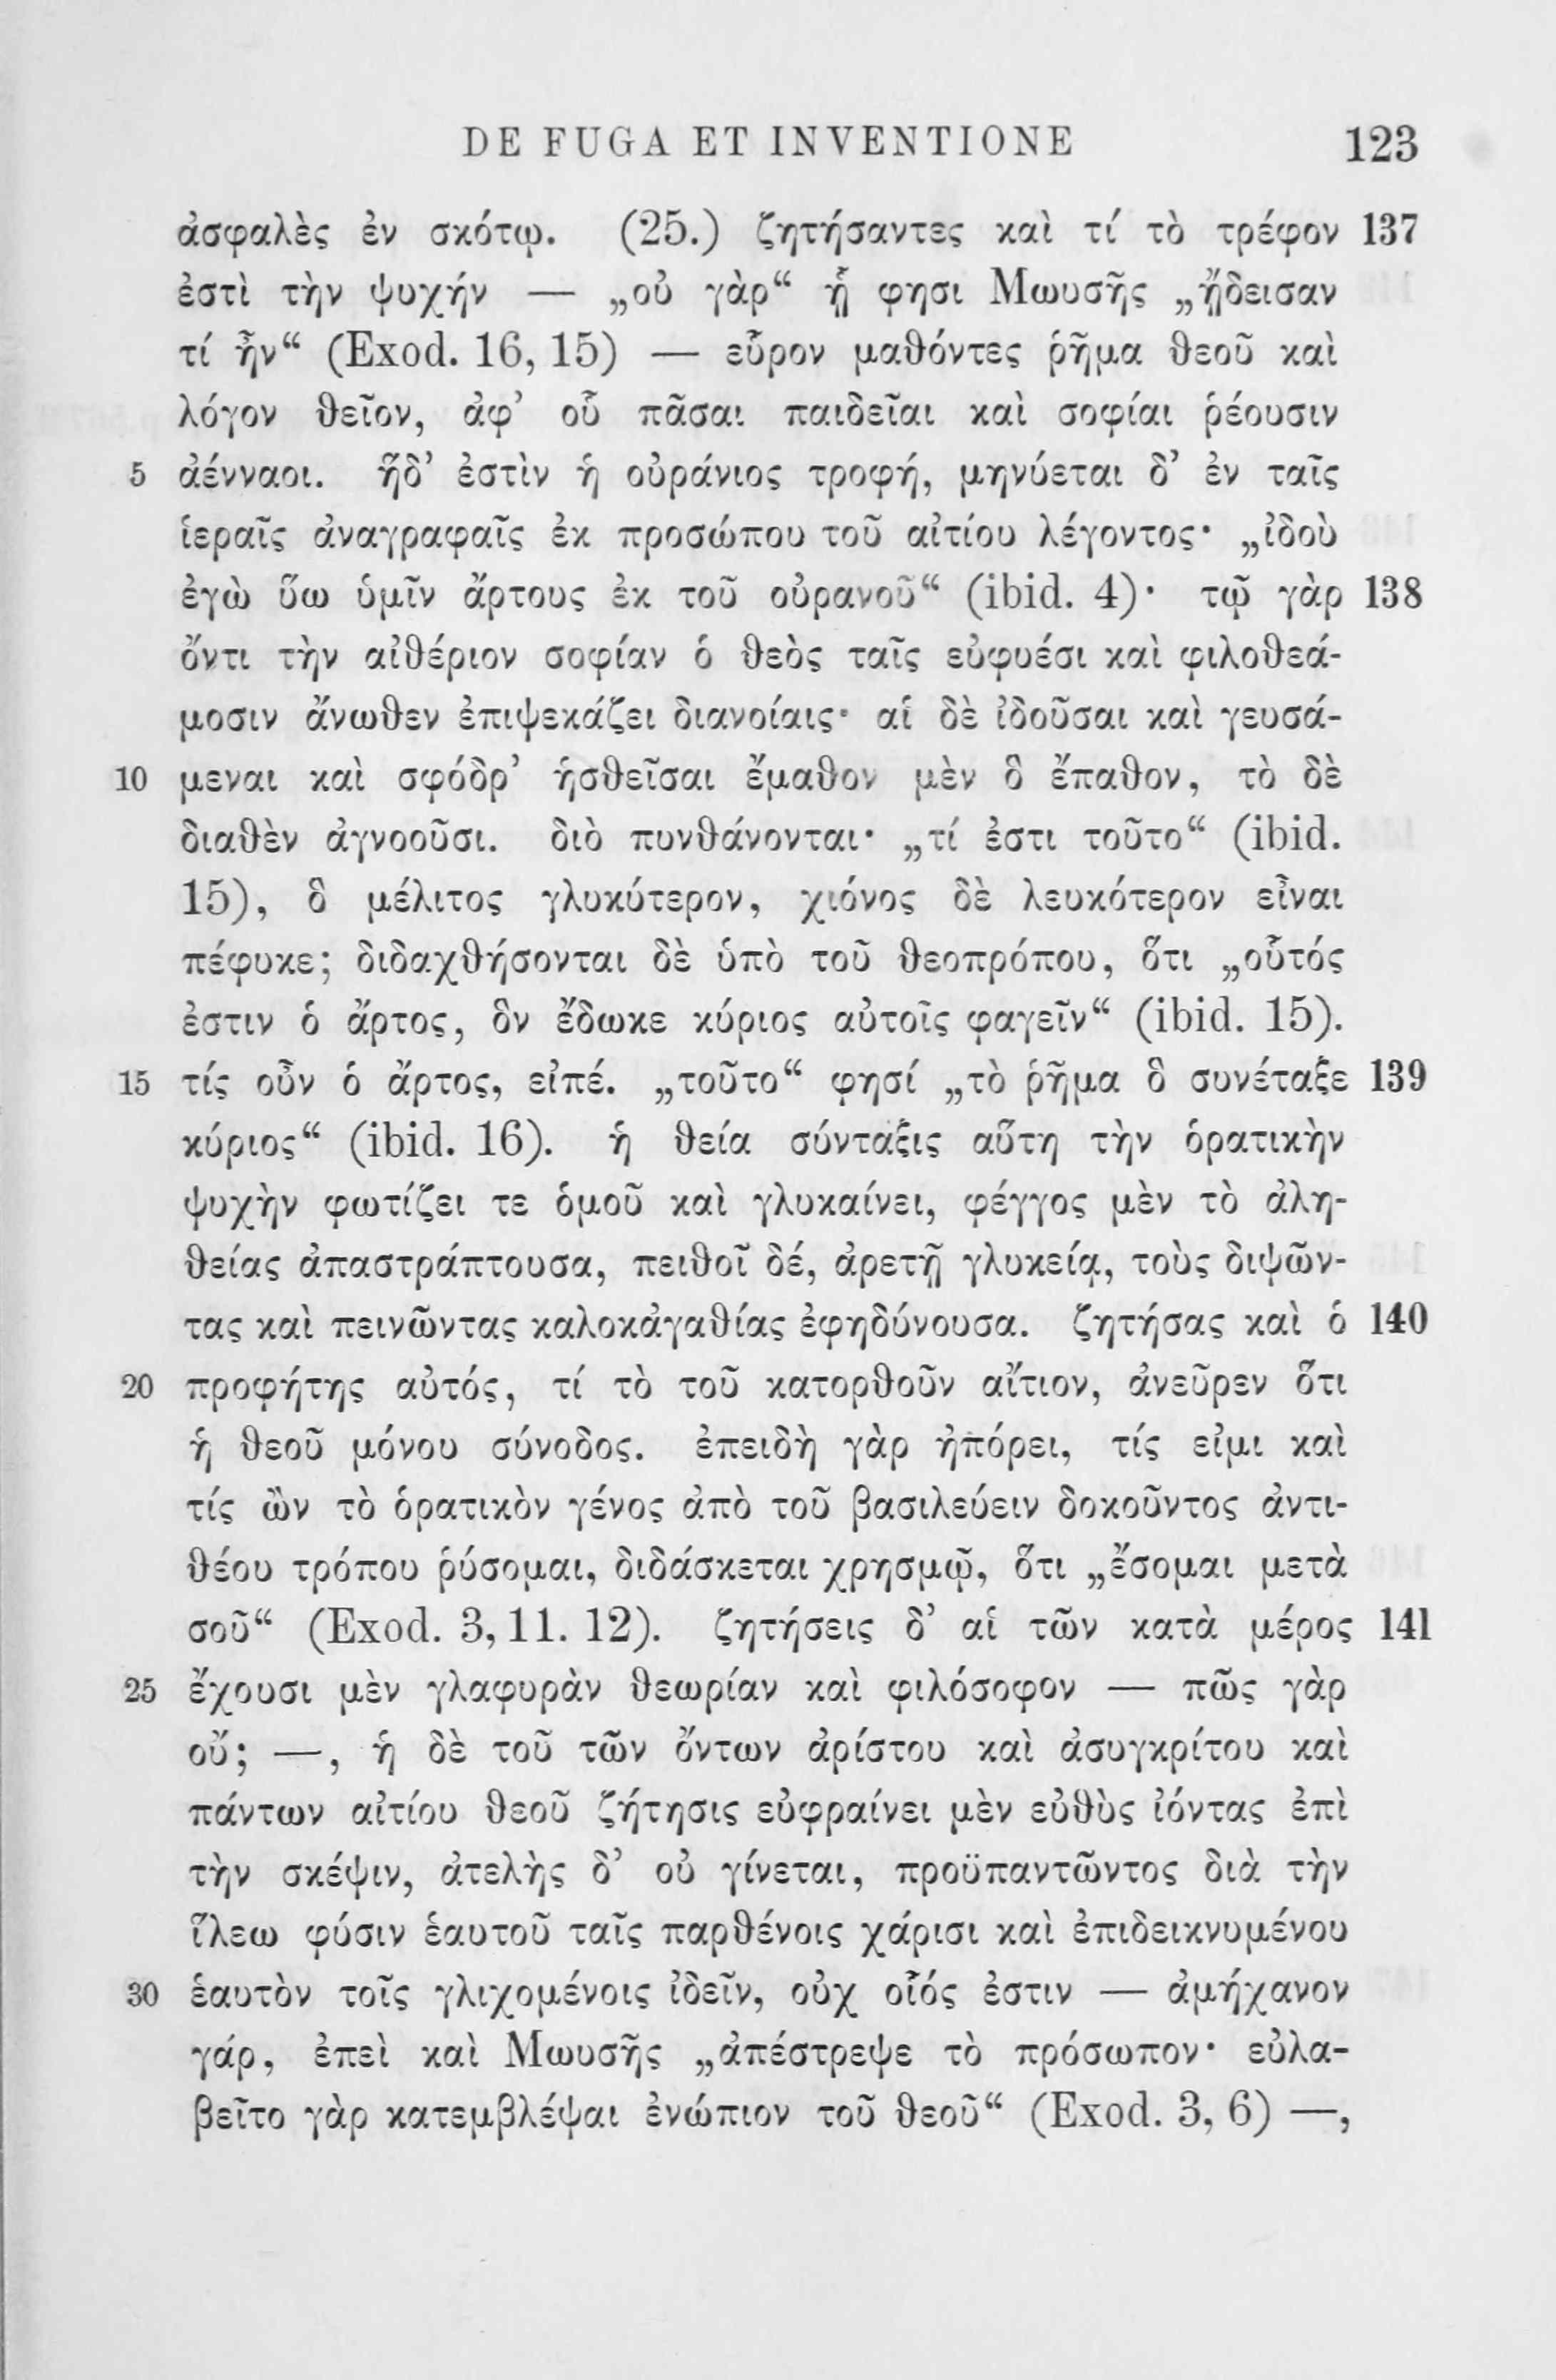 DE FUGA ET INVENTIONE 123
ἀσφαλὲς ἐν σκότῳ. (25.) ζητήσαντες καὶ τί τὸ τρέφον 137
ἐστὶ τὴν ψυχήν — „οὐ γὰρ“ ᾗ φησι Μωυσῆς „ᾔδεισαν
τί ἦν“ (Exod. 16, 15) — εὗρον μαθόντες ῥῆμα θεοῦ καὶ
λόγον θεῖον, ἀφ’ οὗ πᾶσαι παιδεῖαι καὶ σοφίαι ῥέουσιν
5 ἀένναοι. ἥδ’ ἐστὶν ἡ οὐράνιος τροφή, μηνύεται δ’ ἐν ταῖς
ἱεραῖς ἀναγραφαῖς ἐκ προσώπου τοῦ αἰτίου λέγοντος· „ἰδοὺ
ἐγὼ ὕω ὑμῖν ἄρτους ἐκ τοῦ οὐρανοῦ“ (ibid. 4)· τῷ γὰρ 138
ὄντι τὴν αἰθέριον σοφίαν ὁ θεὸς ταῖς εὐφυέσι καὶ φιλοθεά-
μοσιν ἄνωθεν ἐπιψεκάζει διανοίαις· αἱ δὲ ἰδοῦσαι καὶ γευσά-
10 μεναι καὶ σφόδρ’ ἡσθεῖσαι ἔμαθον μὲν ὃ ἔπαθον, τὸ δὲ
διαθὲν ἀγνοοῦσι. διὸ πυνθάνονται· „τί ἐστι τοῦτο“ (ibid.
15), ὃ μέλιτος γλυκύτερον, χιόνος δὲ λευκότερον εἶναι
πέφυκε; διδαχθήσονται δὲ ὑπὸ τοῦ θεοπρόπου, ὅτι „οὗτός
ἐστιν ὁ ἄρτος, ὃν ἔδωκε κύριος αὐτοῖς φαγεῖν“ (ibid. 15).
15 τίς οὖν ὁ ἄρτος, εἰπέ. „τοῦτο“ φησί „τὸ ῥῆμα ὃ συνέταξε 139
κύριος“ (ibid. 16). ἡ θεία σύνταξις αὕτη τὴν ὁρατικὴν
ψυχὴν φωτίζει τε ὁμοῦ καὶ γλυκαίνει, φέγγος μὲν τὸ ἀλη-
θείας ἀπαστράπτουσα, πειθοῖ δέ, ἀρετῇ γλυκείᾳ, τοὺς διψῶν-
τας καὶ πεινῶντας καλοκἀγαθίας ἐφηδύνουσα. ζητήσας καὶ ὁ 140
20 προφήτης αὐτός, τί τὸ τοῦ κατορθοῦν αἴτιον, ἀνεῦρεν ὅτι
ἡ θεοῦ μόνου σύνοδος. ἐπειδὴ γὰρ ἠπόρει, τίς εἰμι καὶ
τίς ὢν τὸ ὁρατικὸν γένος ἀπὸ τοῦ βασιλεύειν δοκοῦντος ἀντι-
θέου τρόπου ῥύσομαι, διδάσκεται χρησμῷ, ὅτι „ἔσομαι μετὰ
σοῦ“ (Exod. 3, 11. 12). ζητήσεις δ’ αἱ τῶν κατὰ μέρος 141
25 ἔχουσι μὲν γλαφυρὰν θεωρίαν καὶ φιλόσοφον — πῶς γὰρ
οὔ; —, ἡ δὲ τοῦ τῶν ὄντων ἀρίστου καὶ ἀσυγκρίτου καὶ
πάντων αἰτίου θεοῦ ζήτησις εὐφραίνει μὲν εὐθὺς ἰόντας ἐπὶ
τὴν σκέψιν, ἀτελὴς δ’ οὐ γίνεται, προϋπαντῶντος διὰ τὴν
ἵλεω φύσιν ἑαυτοῦ ταῖς παρθένοις χάρισι καὶ ἐπιδεικνυμένου
30 ἑαυτὸν τοῖς γλιχομένοις ἰδεῖν, οὐχ οἷός ἐστιν — ἀμήχανον
γάρ, ἐπεὶ καὶ Μωυσῆς „ἀπέστρεψε τὸ πρόσωπον· εὐλα-
βεῖτο γὰρ κατεμβλέψαι ἐνώπιον τοῦ θεοῦ“ (Exod. 3, 6) —,